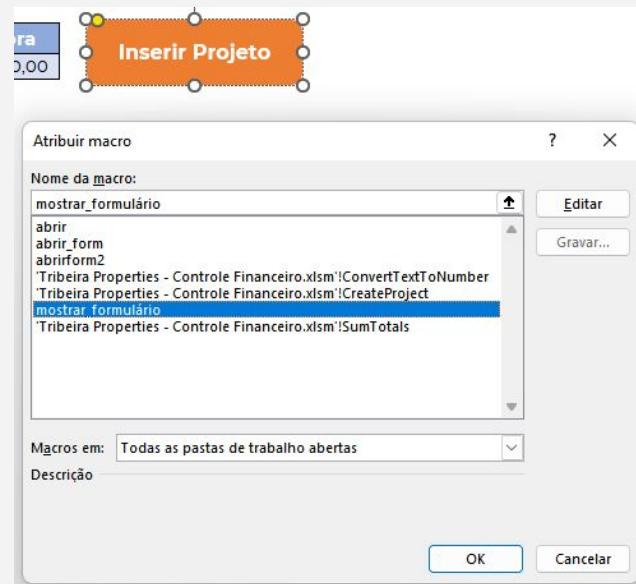 ra
0,00
Inserir Projeto
Atribuir macro
?
Nome da macro:
mostrar_formulário
Editar
Gravar...
abrir
abrir_form
abrirform2
'Tribeira Properties - Controle Financeiro.xlsm'!ConvertTextToNumber
'Tribeira Properties - Controle Financeiro.xlsm'!CreateProject
mostrar_formulário
'Tribeira Properties - Controle Financeiro.xlsm'!SumTotals
Macros em: Todas as pastas de trabalho abertas
Descrição
OK
Cancelar